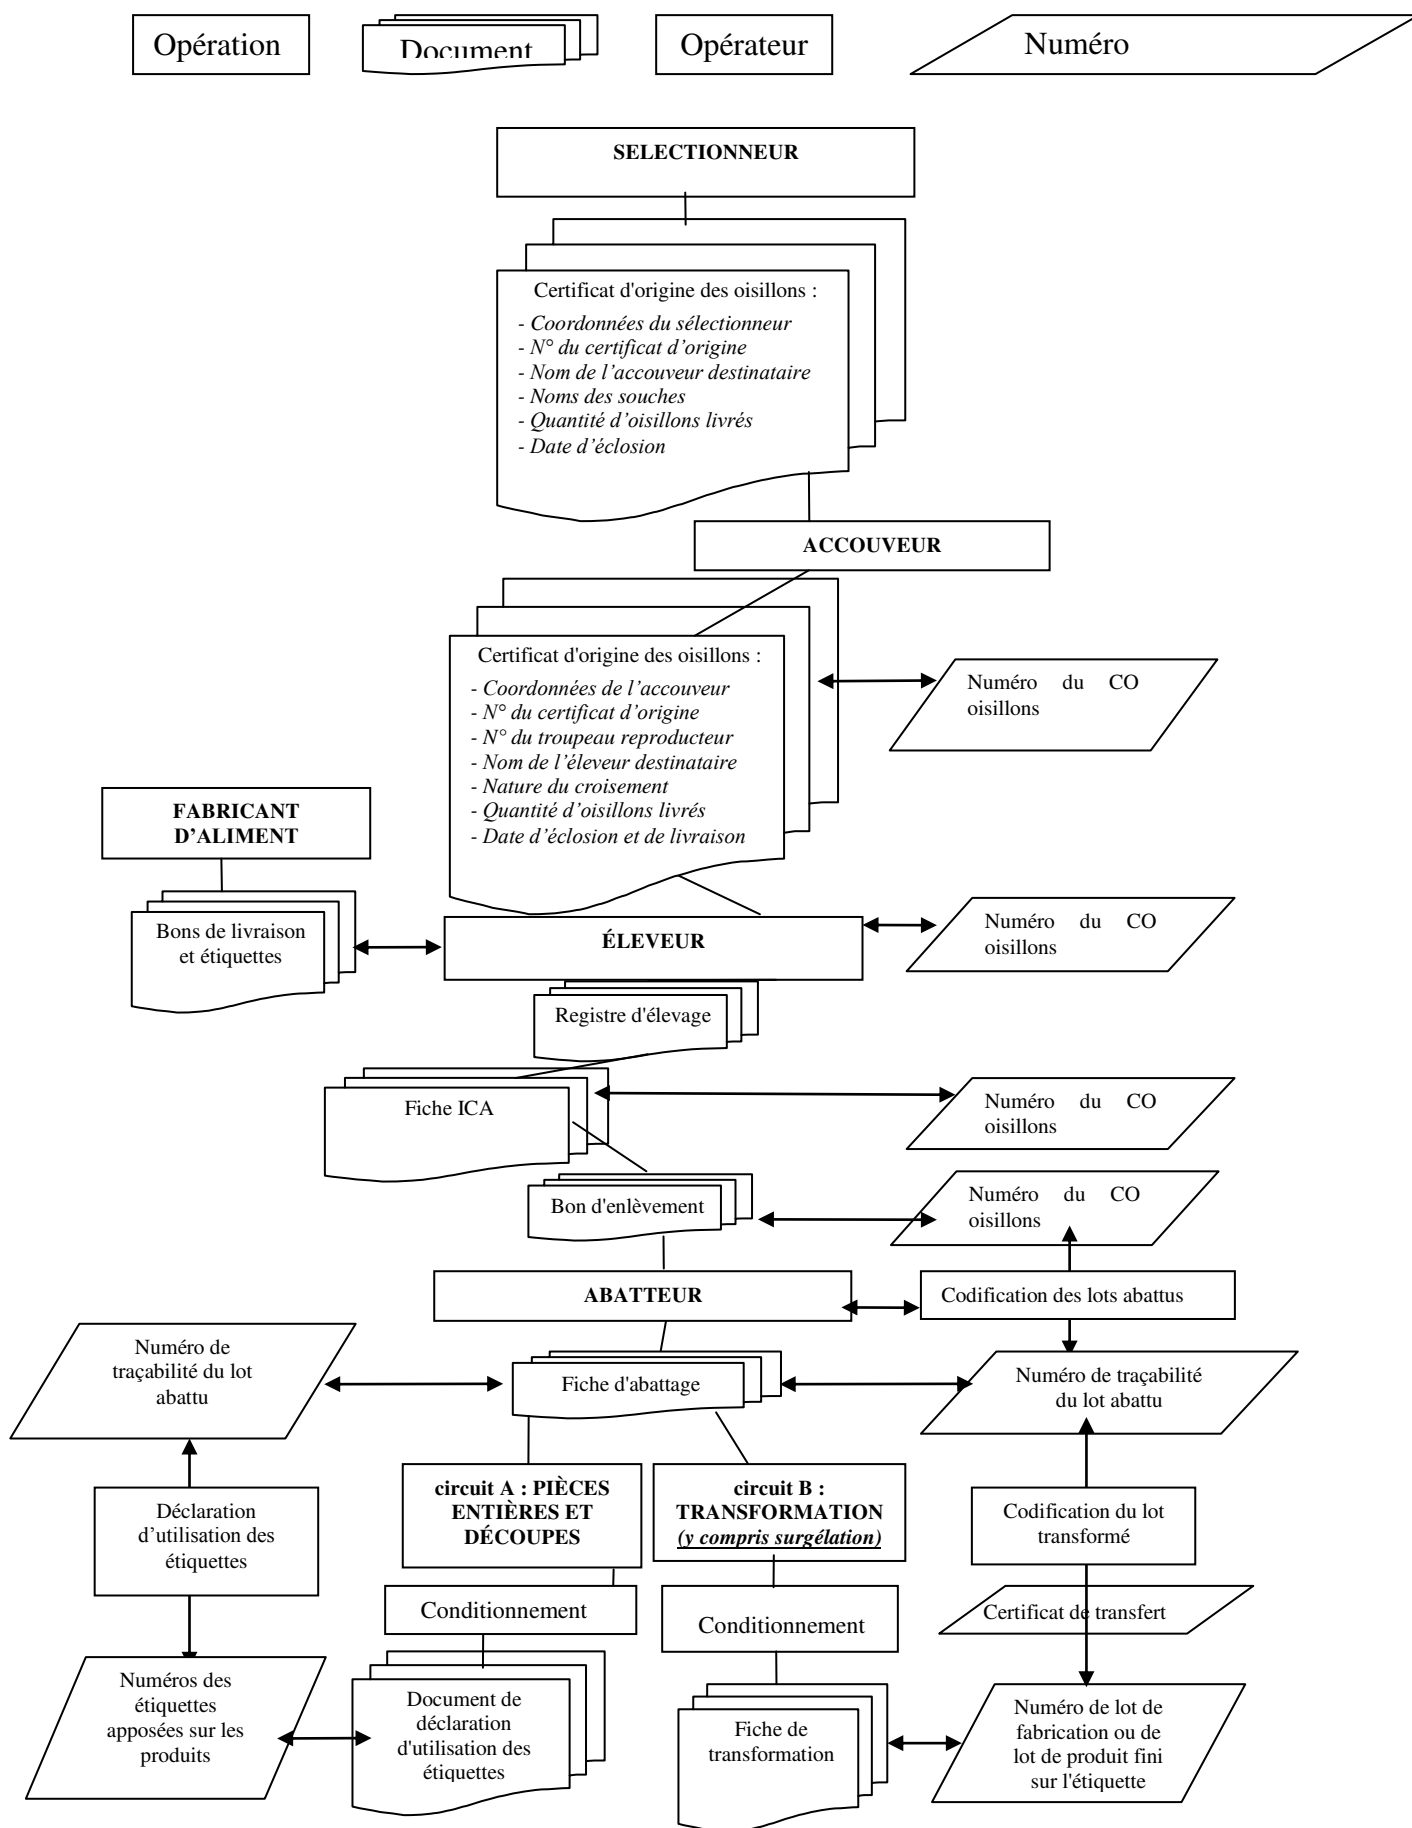 Opération
Document
Opérateur
Numéro
SELECTIONNEUR
Certificat d'origine des oisillons :
- Coordonnées du sélectionneur
- N° du certificat d’origine
- Nom de l’accouveur destinataire
- Noms des souches
- Quantité d’oisillons livrés
- Date d’éclosion
ACCOUVEUR
Certificat d'origine des oisillons :
- Coordonnées de l’accouveur
- N° du certificat d’origine
- N° du troupeau reproducteur
- Nom de l’éleveur destinataire
- Nature du croisement
- Quantité d’oisillons livrés
- Date d’éclosion et de livraison
Numéro du CO
oisillons
FABRICANT
D’ALIMENT
Bons de livraison
et étiquettes
ÉLEVEUR
Numéro du CO
oisillons
Registre d'élevage
Fiche ICA
Numéro du CO
oisillons
Bon d'enlèvement
Numéro du CO
oisillons
ABATTEUR
Codification des lots abattus
Numéro de
traçabilité du lot
abattu
Fiche d'abattage
Numéro de traçabilité
du lot abattu
Déclaration
d’utilisation des
étiquettes
circuit A : PIÈCES
ENTIÈRES ET
DÉCOUPES
circuit B :
TRANSFORMATION
(y compris surgélation)
Codification du lot
transformé
Conditionnement
Conditionnement
Certificat de transfert
Numéros des
étiquettes
apposées sur les
produits
Document de
déclaration
d'utilisation des
étiquettes
Fiche de
transformation
Numéro de lot de
fabrication ou de
lot de produit fini
sur l'étiquette